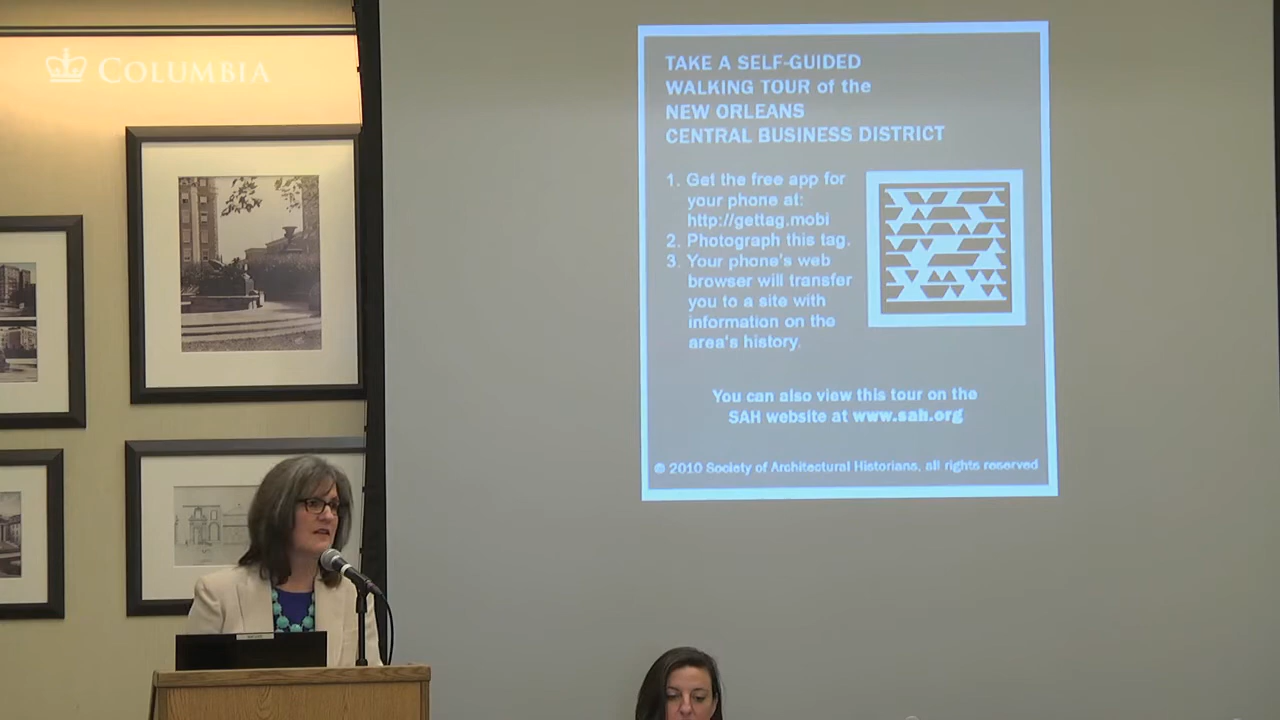 COLUMBIA
TAKE A SELF-GUIDED
WALKING TOUR of the
NEW ORLEANS
CENTRAL BUSINESS DISTRICT
1. Get the free app for
your phone at:
http://gettag.mobi
2. Photograph this tag.
3. Your phone's web
browser will transfer
you to a site with
information on the
area's history.
You can also view this tour on the
SAH website at www.sah.org
© 2010 Society of Architectural Historians, all rights reserved